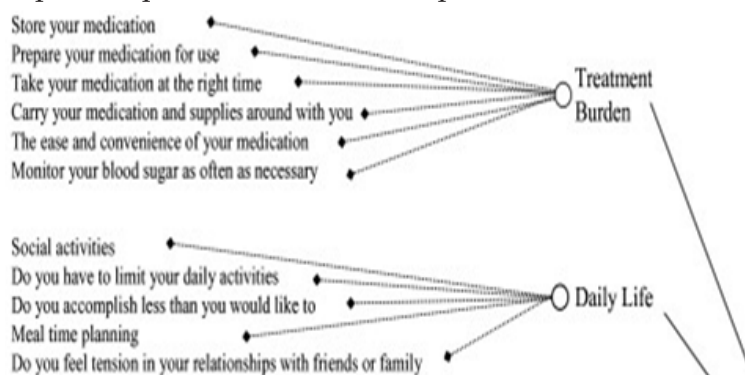 Store your medication
Prepare your medication for use
Take your medication at the right time
Carry your medication and supplies around with you
The ease and convenience of your medication
Monitor your blood sugar as often as necessary
Treatment
Burden
Social activities
Do you have to limit your daily activities
Do you accomplish less than you would like to
Meal time planning
Do you feel tension in your relationships with friends or family
Daily Life